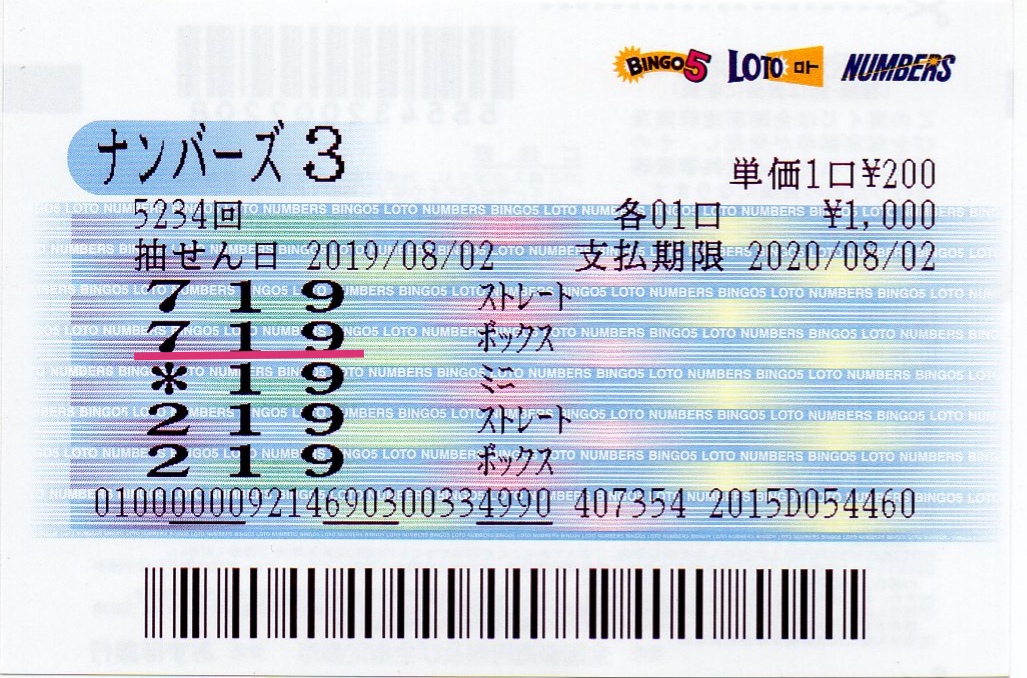 BINGO5 LOTO ロト NUMBERS
ナンバーズ3
単価1口¥200
5234回 各01口 ¥1,000
抽せん日 2019/08/02 支払期限 2020/08/02
7 1 9 ストレート
7 1 9 ボックス
* 1 9 ミニ
2 1 9 ストレート
2 1 9 ボックス
0100000009214690300334990 407354 2015D054460